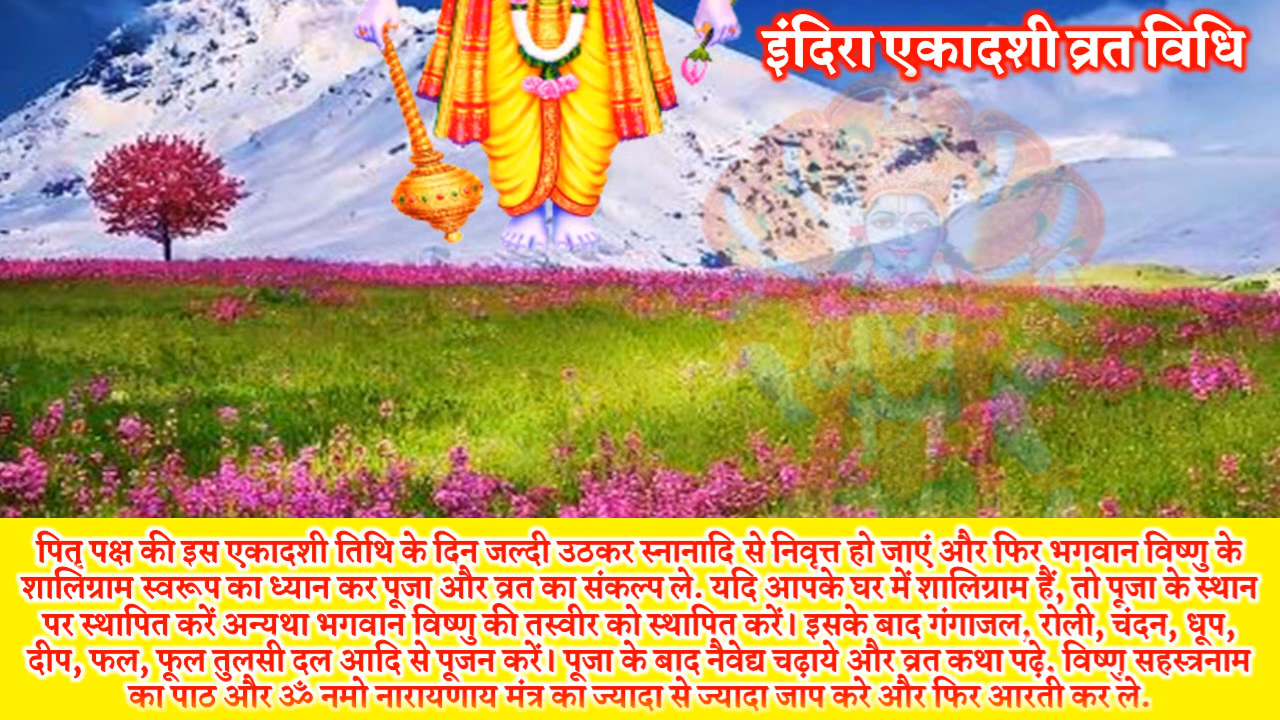 इंदिरा एकादशी व्रत विधि
पितृ पक्ष की इस एकादशी तिथि के दिन जल्दी उठकर स्नानादि से निवृत्त हो जाएं और फिर भगवान विष्णु के
शालिग्राम स्वरूप का ध्यान कर पूजा और व्रत का संकल्प ले. यदि आपके घर में शालिग्राम हैं, तो पूजा के स्थान
पर स्थापित करें अन्यथा भगवान विष्णु की तस्वीर को स्थापित करें। इसके बाद गंगाजल, रोली, चंदन, धूप,
दीप, फल, फूल तुलसी दल आदि से पूजन करें। पूजा के बाद नैवेद्य चढ़ाये और व्रत कथा पढ़े. विष्णु सहस्त्रनाम
का पाठ और ॐ नमो नारायणाय मंत्र का ज्यादा से ज्यादा जाप करे और फिर आरती कर ले.